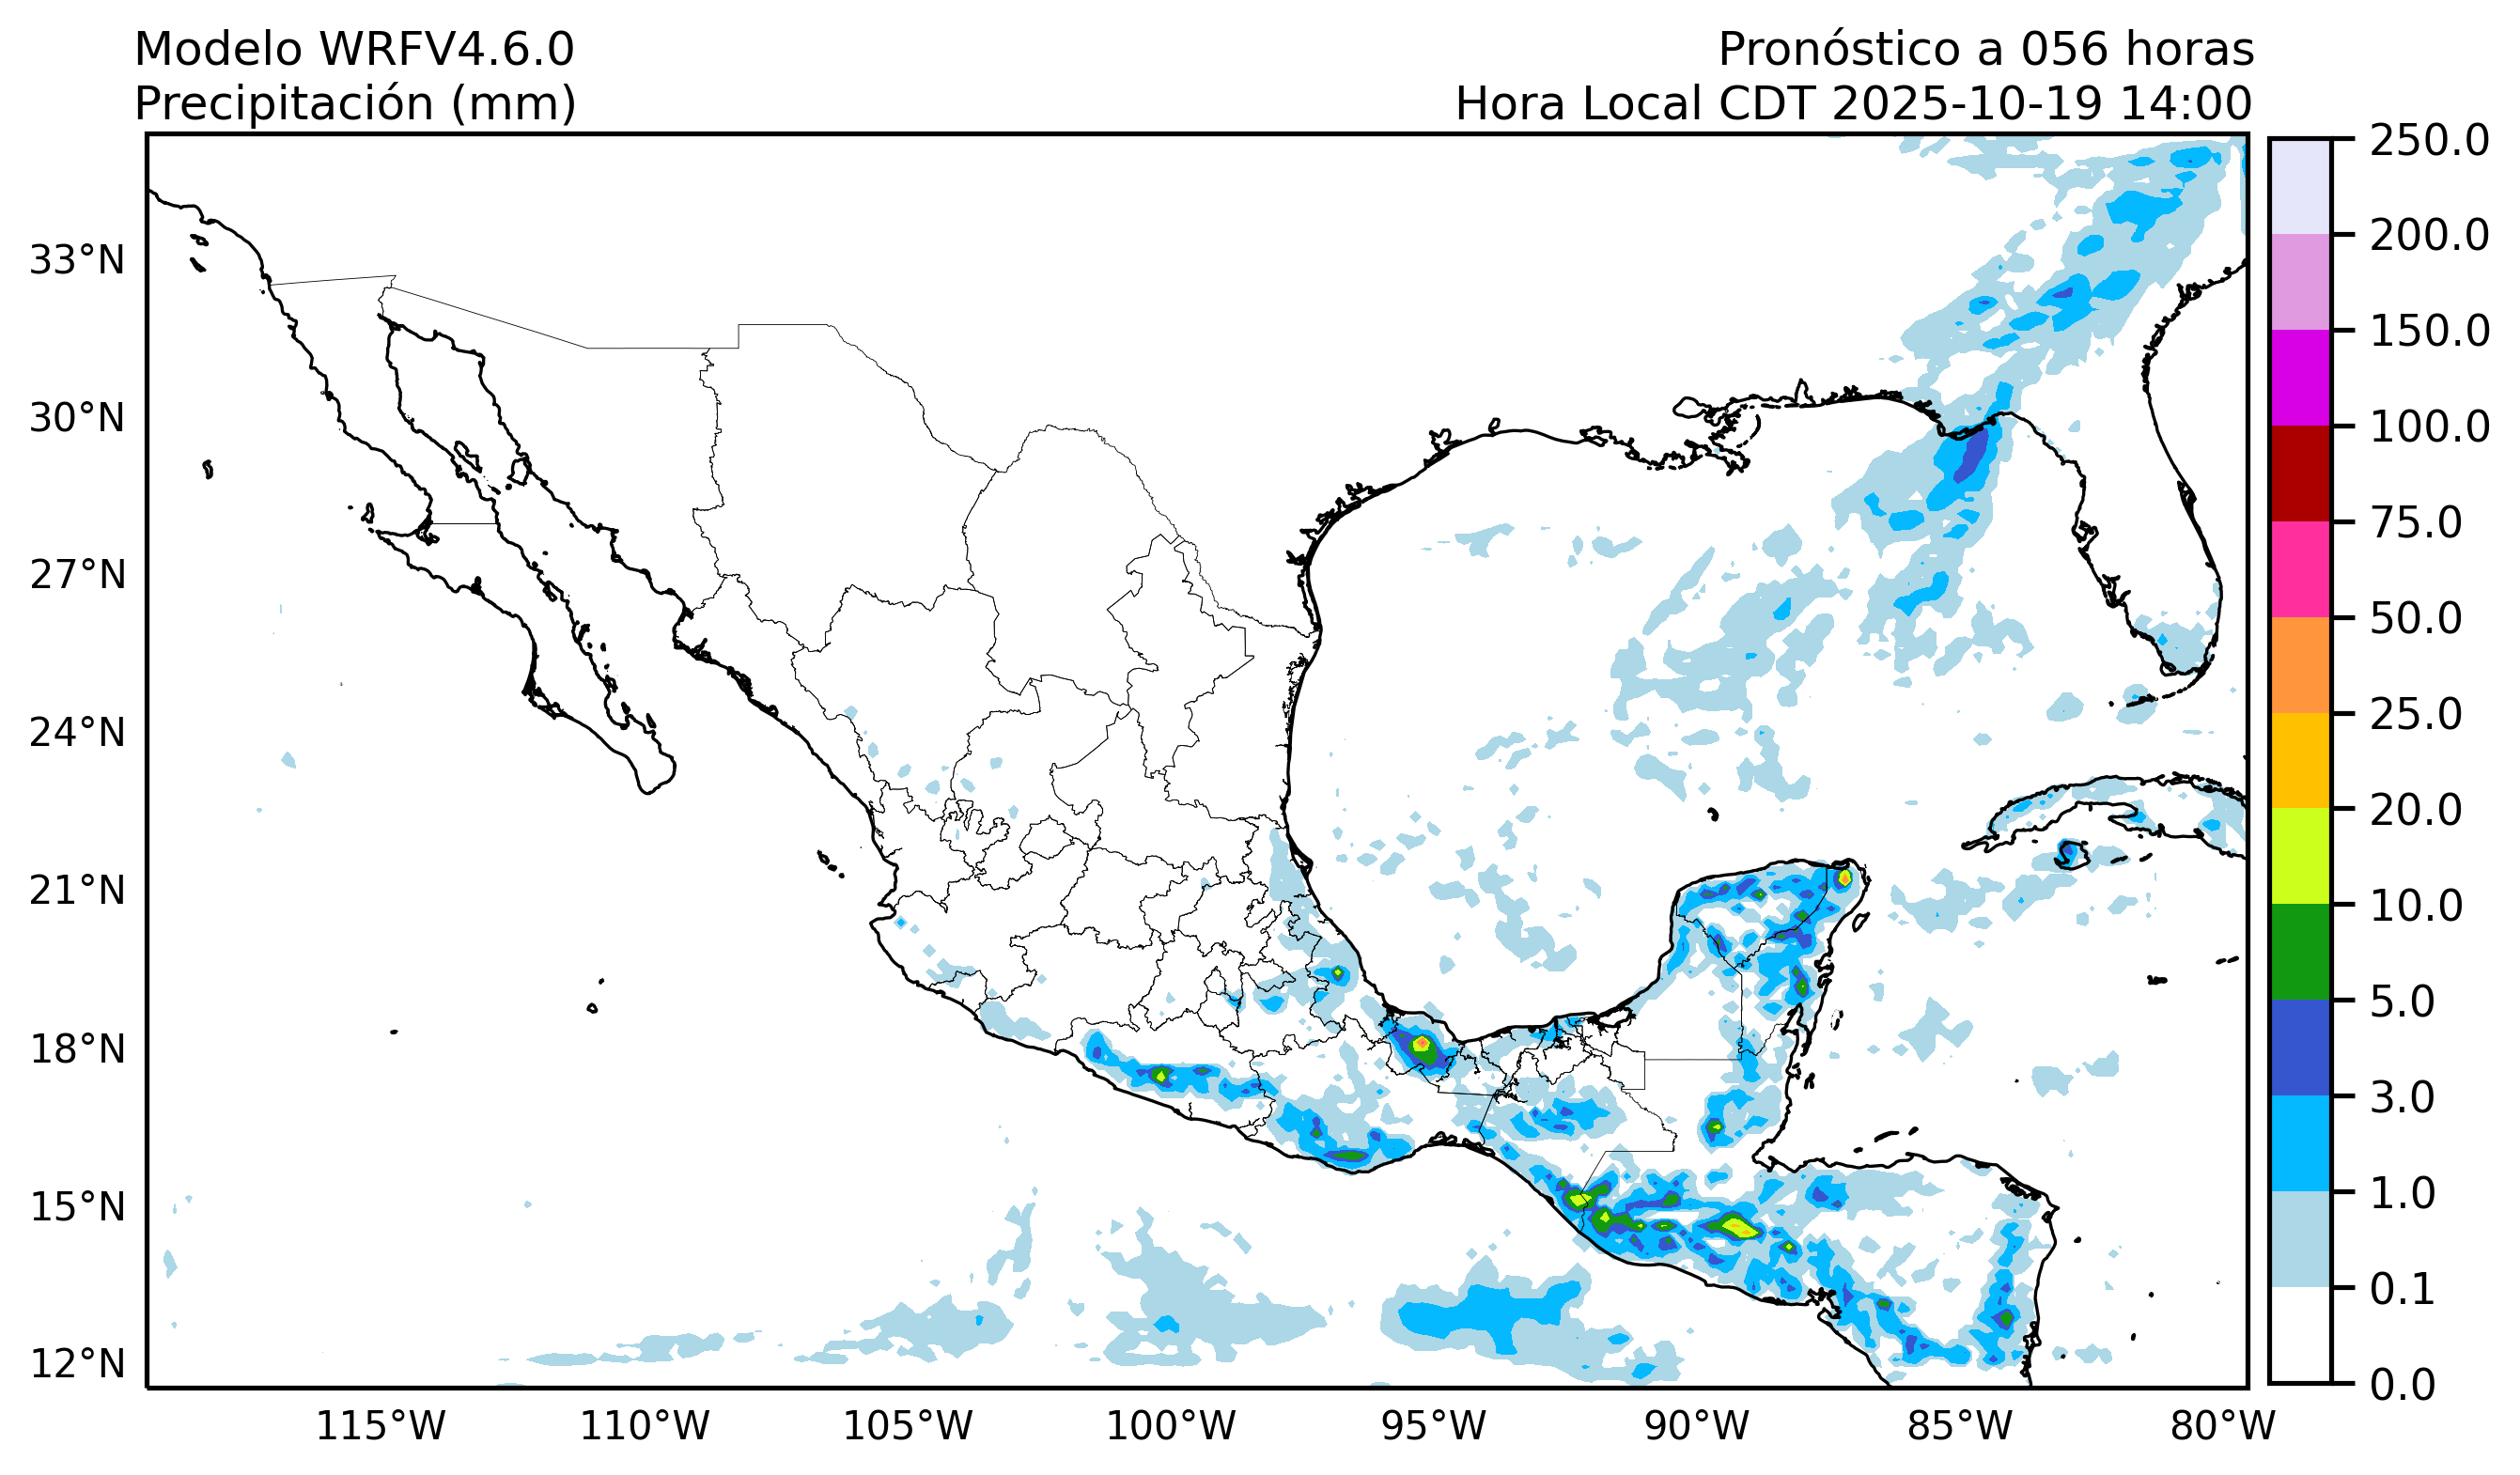 Modelo WRFV4.6.0
Precipitación (mm)
Pronóstico a 056 horas
Hora Local CDT 2025-10-19 14:00
33°N
30°N
27°N
24°N
21°N
18°N
15°N
12°N
115°W
110°W
105°W
100°W
95°W
90°W
85°W
80°W
250.0
200.0
150.0
100.0
75.0
50.0
25.0
20.0
10.0
5.0
3.0
1.0
0.1
0.0